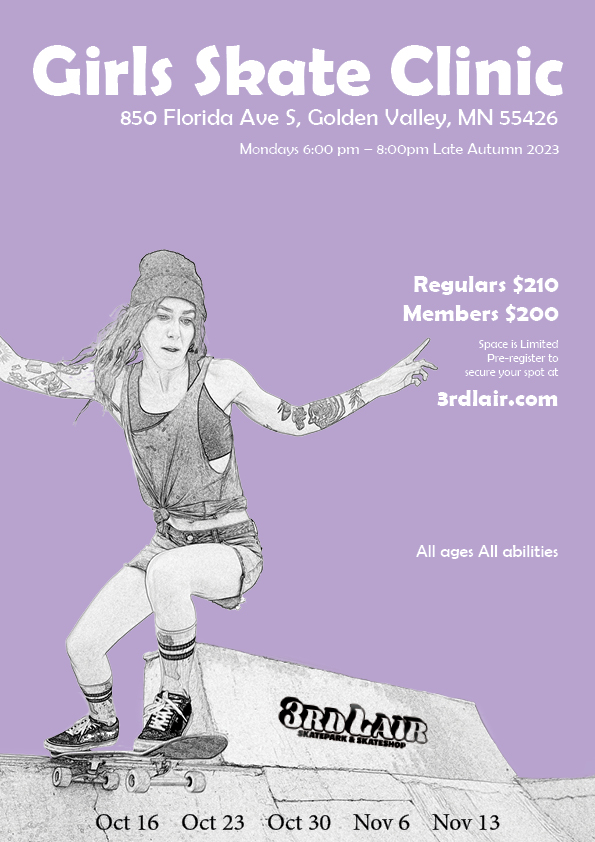 Girls Skate Clinic
850 Florida Ave S, Golden Valley, MN 55426
Mondays 6:00 pm – 8:00pm Late Autumn 2023
Regulars $210
Members $200
Space is Limited
Pre-register to
secure your spot at
3rdlair.com
All ages All abilities
3RD LAIR
SKATEPARK & SKATESHOP
Oct 16 Oct 23 Oct 30 Nov 6 Nov 13